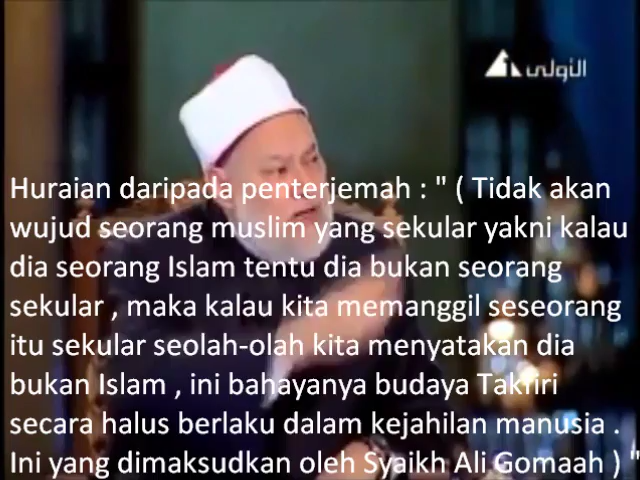 الأولى
Huraian daripada penterjemah : " ( Tidak akan
wujud seorang muslim yang sekular yakni kalau
dia seorang Islam tentu dia bukan seorang
sekular , maka kalau kita memanggil seseorang
itu sekular seolah-olah kita menyatakan dia
bukan Islam , ini bahayanya budaya Takfiri
secara halus berlaku dalam kejahilan manusia .
Ini yang dimaksudkan oleh Syaikh Ali Gomaah ) "